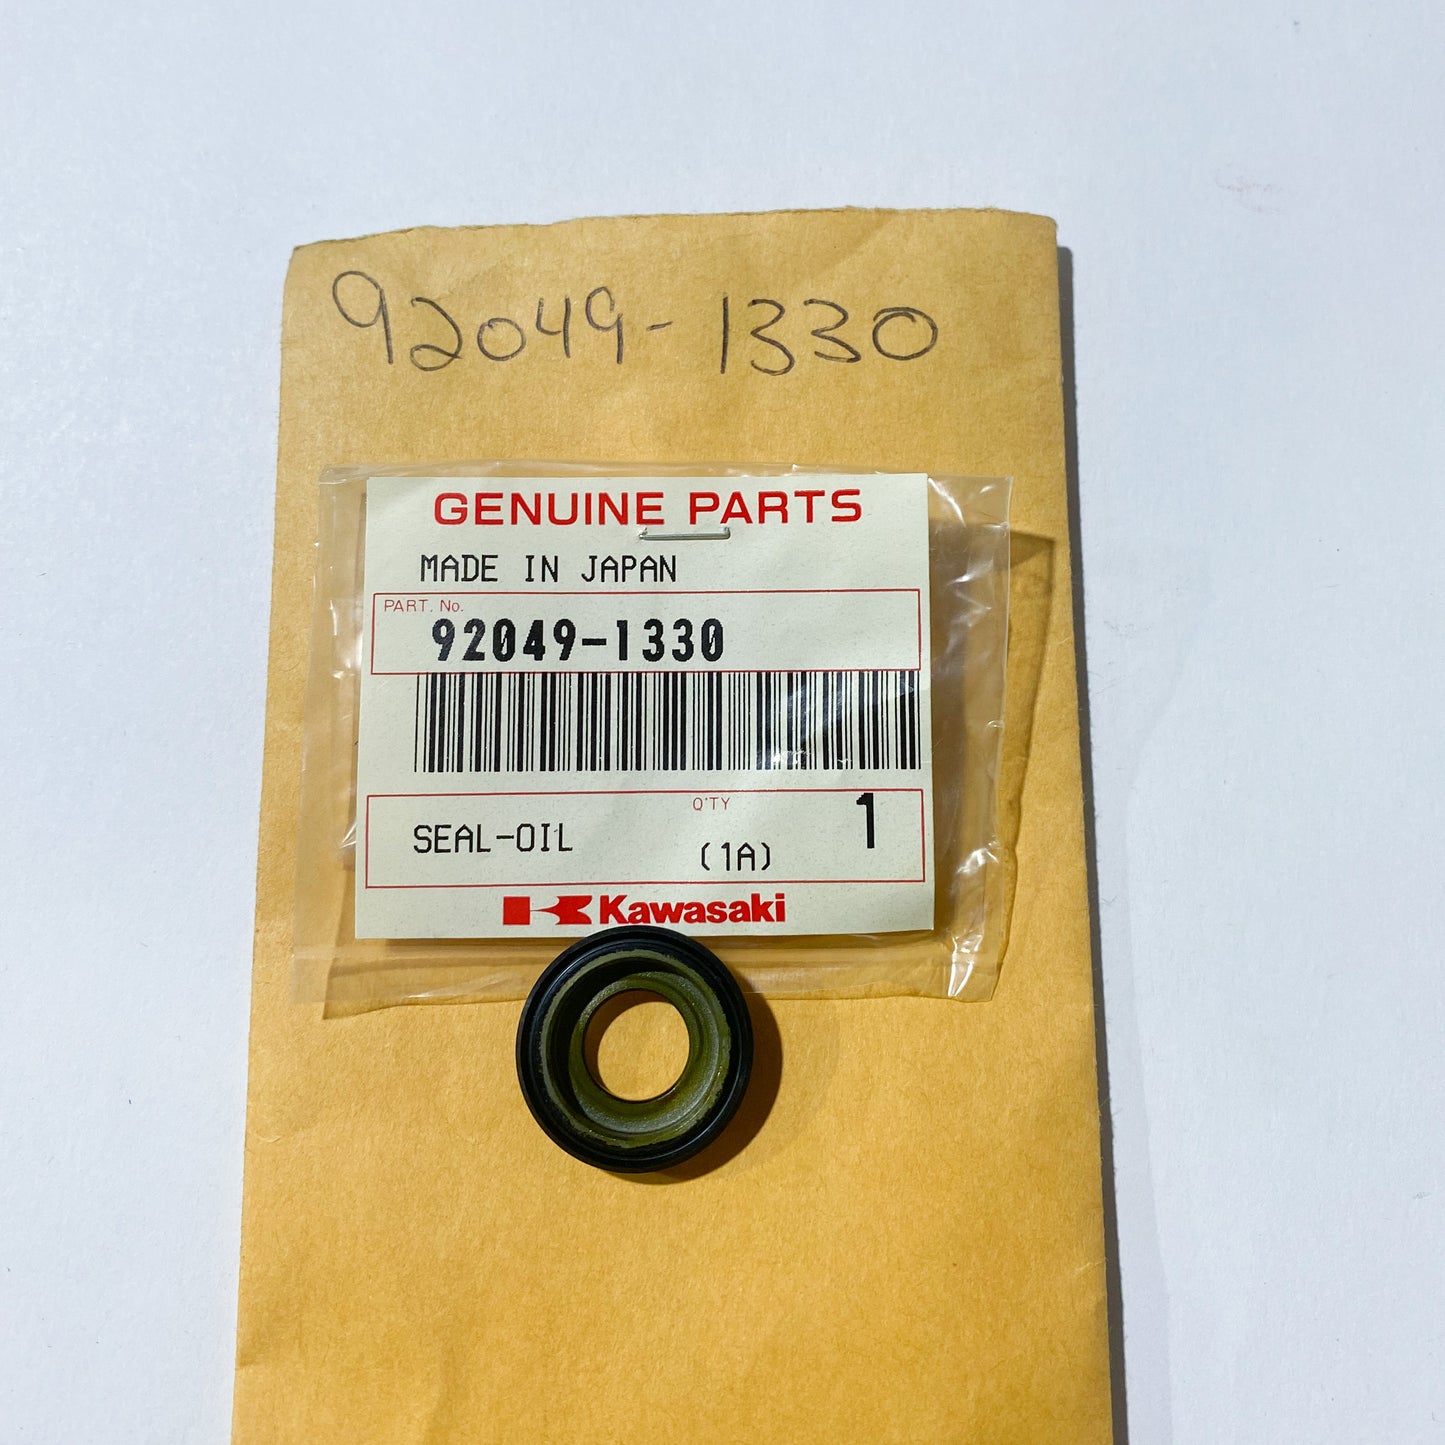 92049-1330
GENUINE PARTS
MADE IN JAPAN
PART. No.
92049-1330
Q'TY 1
SEAL-OIL (1A)
Kawasaki